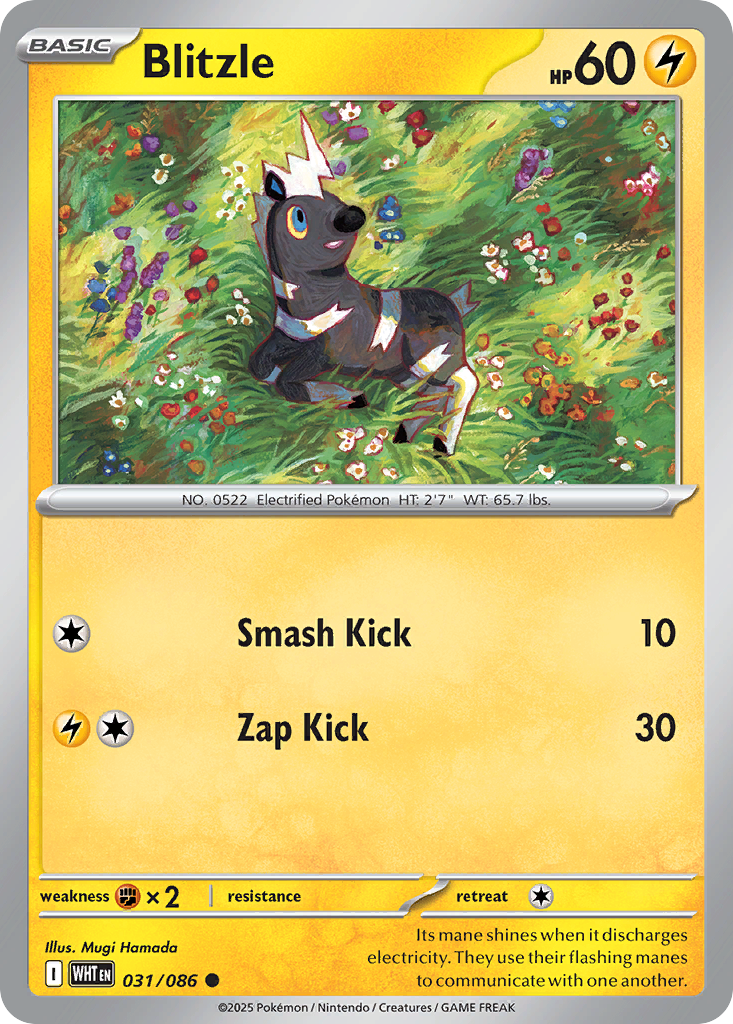 BASIC
Blitzle
HP 60
NO. 0522 Electrified Pokémon HT: 2'7" WT: 65.7 lbs.
Smash Kick 10
Zap Kick 30
weakness ×2 resistance retreat
Illus. Mugi Hamada
Its mane shines when it discharges
electricity. They use their flashing manes
to communicate with one another.
I WHT EN 031/086
©2025 Pokémon / Nintendo / Creatures / GAME FREAK